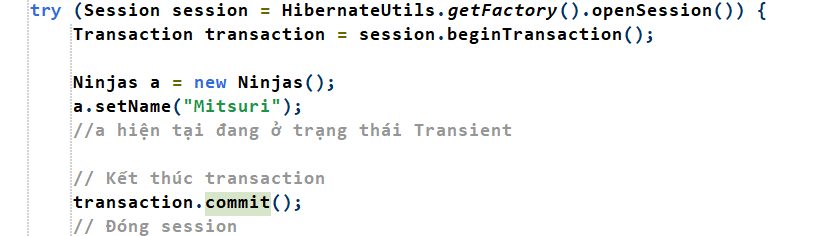 try (Session session = HibernateUtils.getFactory().openSession()) {
Transaction transaction = session.beginTransaction();
Ninjas a = new Ninjas();
a.setName("Mitsuri");
//a hiện tại đang ở trạng thái Transient
// Kết thúc transaction
transaction.commit();
// Đóng session